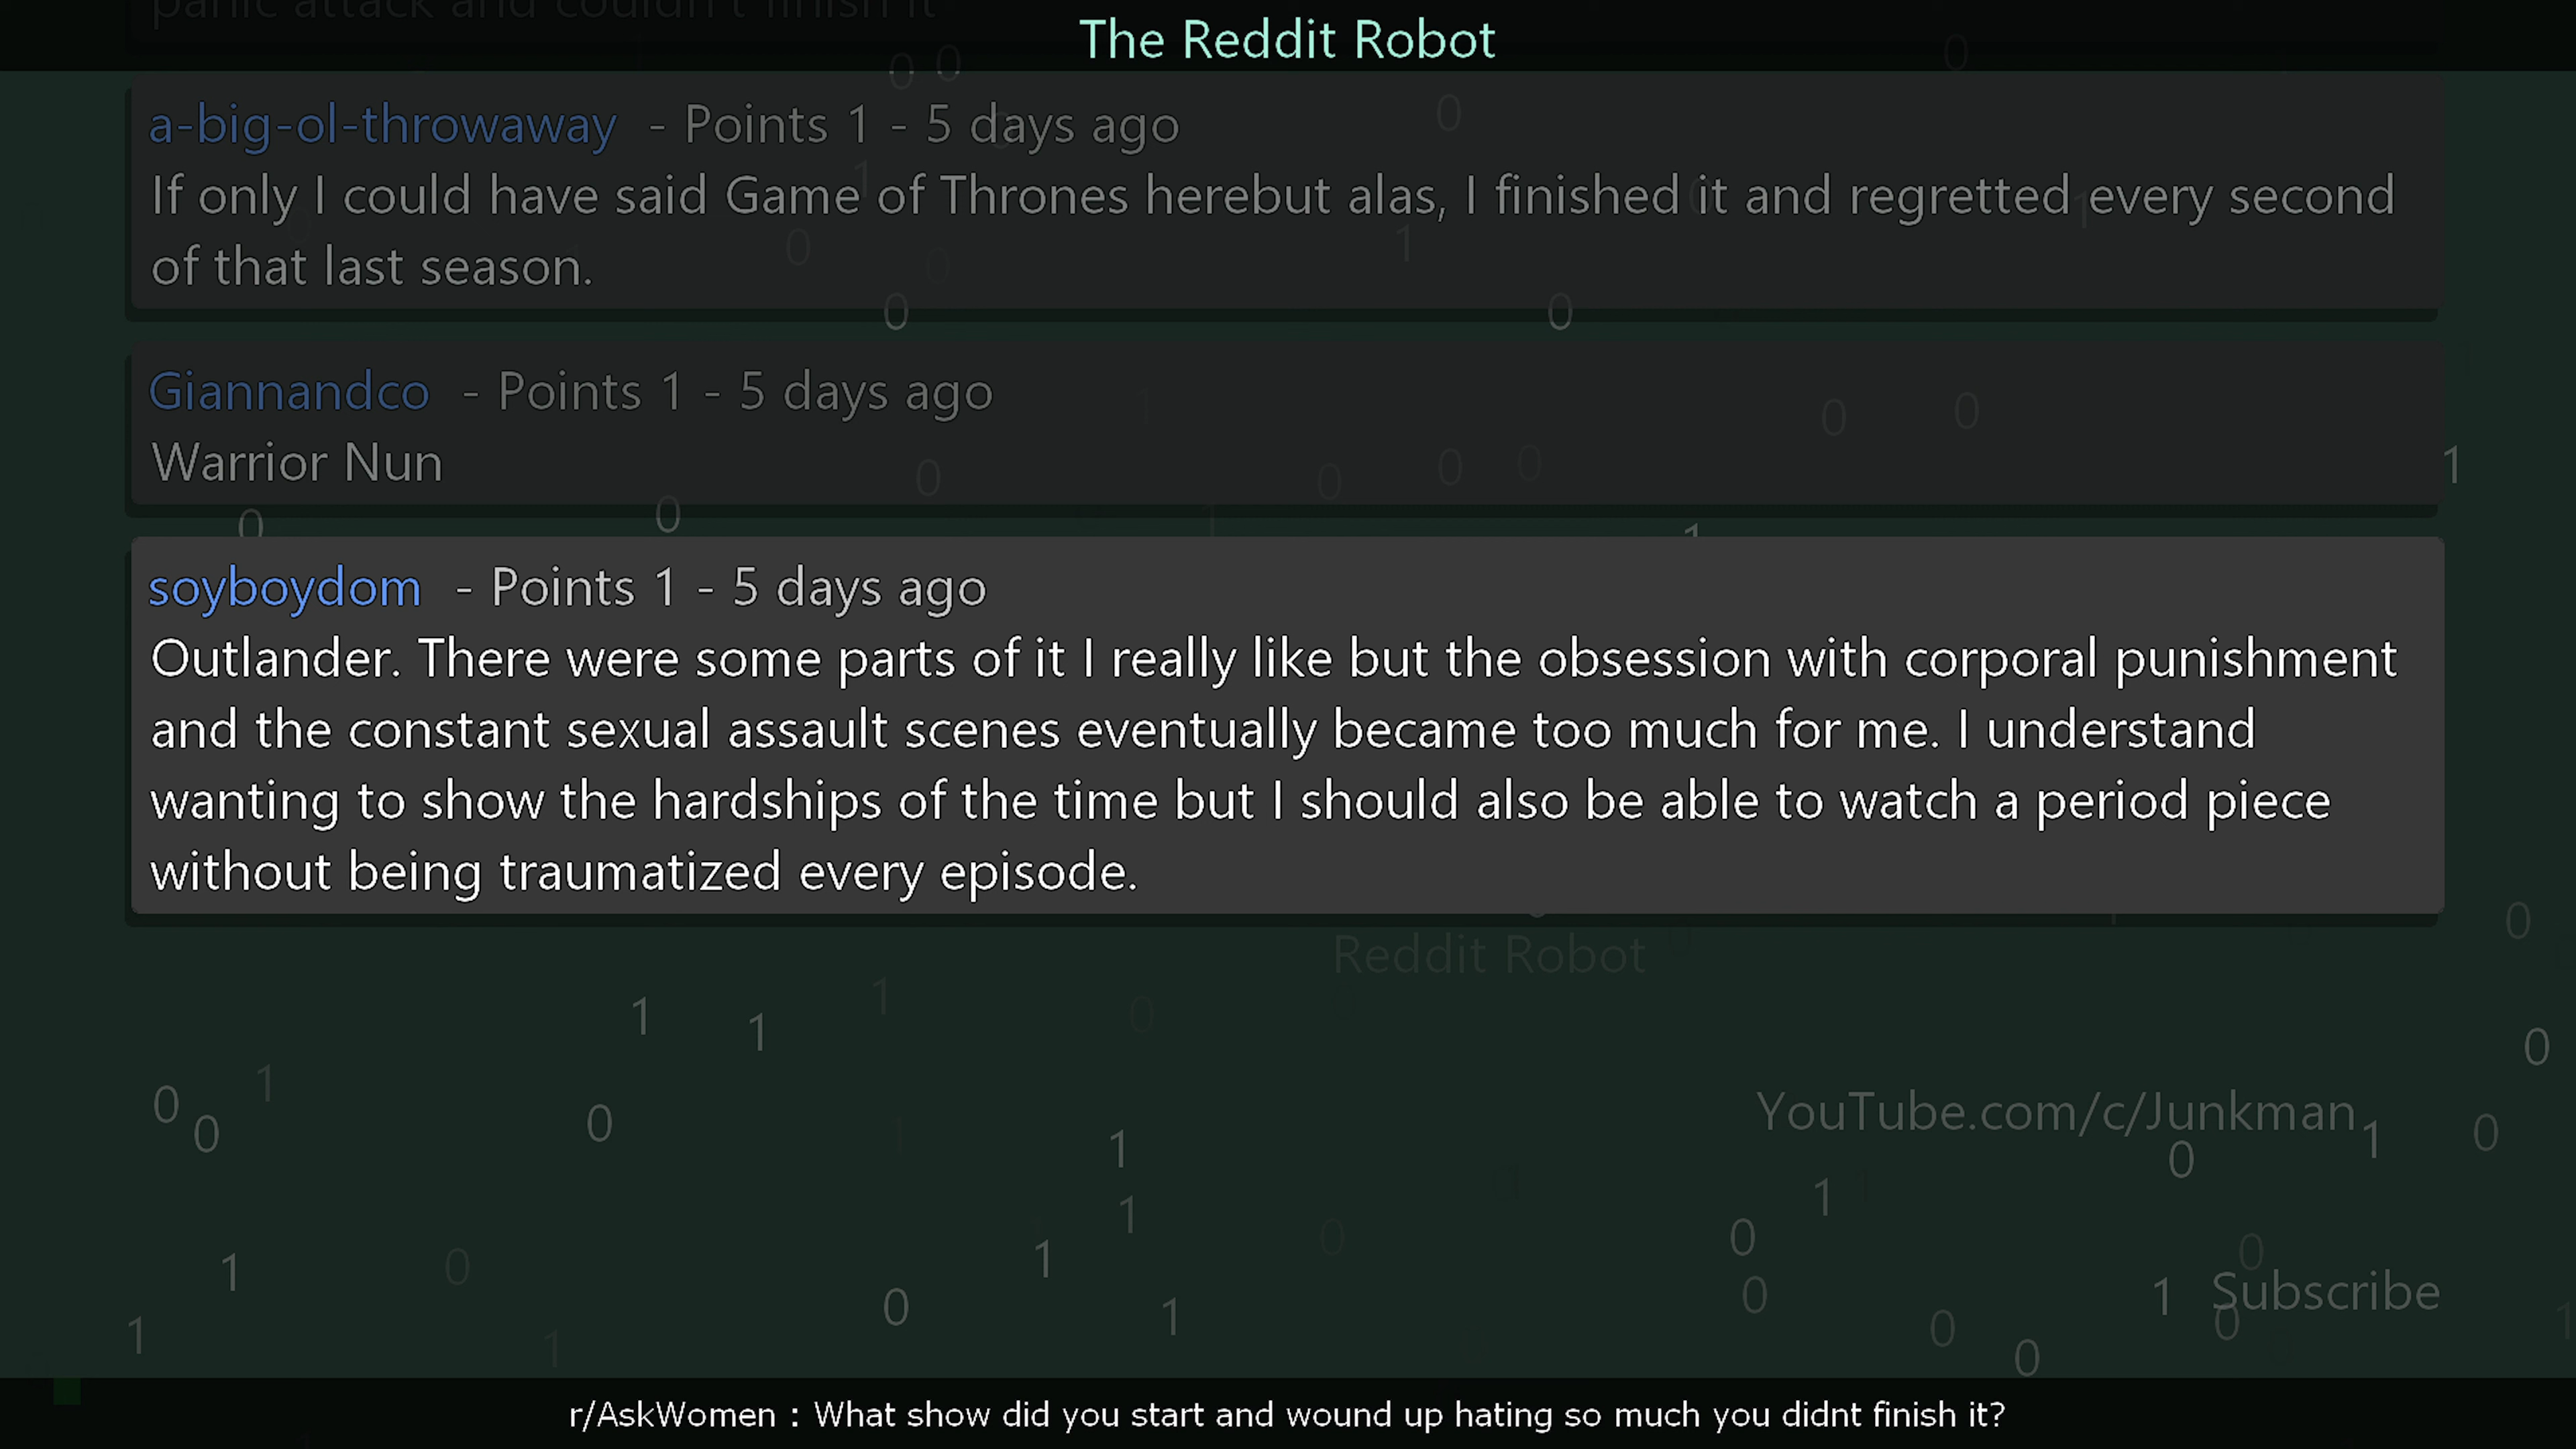 panic attack and couldn't finish it
The Reddit Robot
a-big-ol-throwaway - Points 1 - 5 days ago
If only I could have said Game of Thrones herebut alas, I finished it and regretted every second
of that last season.
Giannandco - Points 1 - 5 days ago
Warrior Nun
soyboydom - Points 1 - 5 days ago
Outlander. There were some parts of it I really like but the obsession with corporal punishment
and the constant sexual assault scenes eventually became too much for me. I understand
wanting to show the hardships of the time but I should also be able to watch a period piece
without being traumatized every episode.
Reddit Robot
YouTube.com/c/Junkman
Subscribe
r/AskWomen : What show did you start and wound up hating so much you didnt finish it?